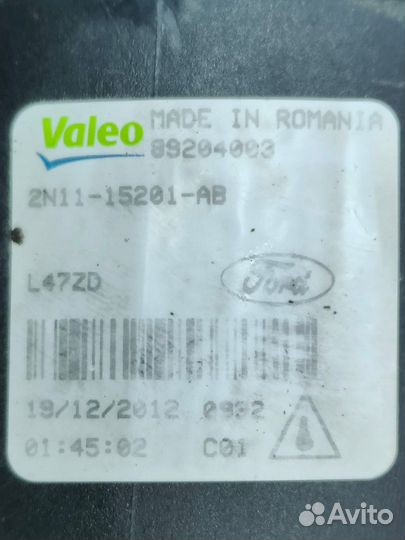 Valeo MADE IN ROMANIA
89204003
2N11-15201-AB
L47ZD Ford
19/12/2012
01:45:02 C01
Avito